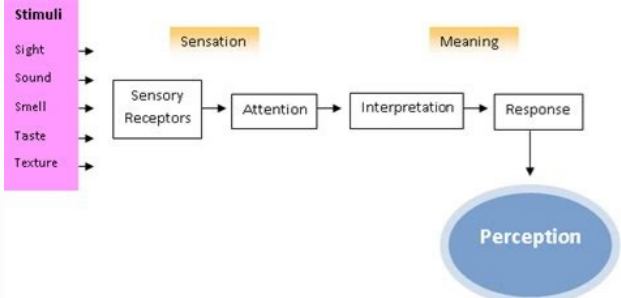 Stimuli
Sight
Sound
Smell
Taste
Texture
Sensation
Meaning
Sensory
Receptors
Attention
Interpretation
Response
Perception